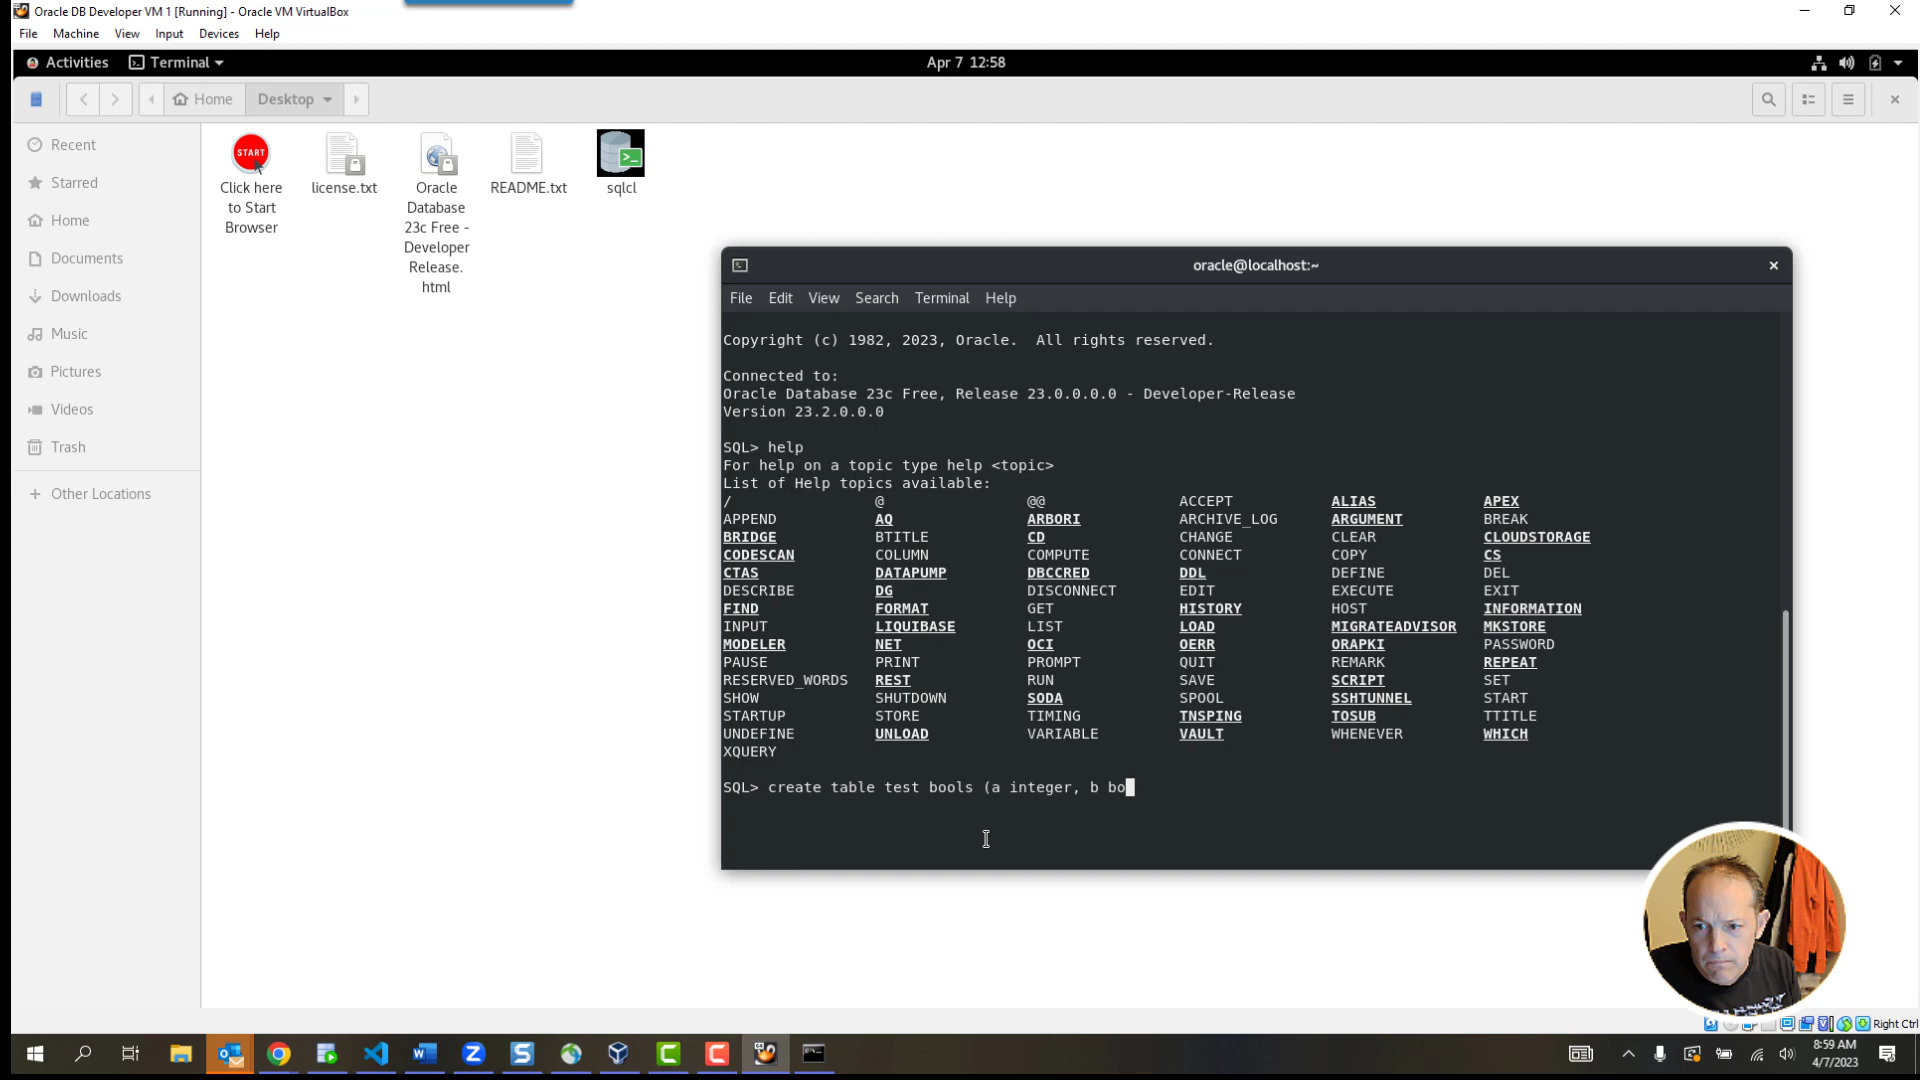 Oracle DB Developer VM 1 [Running] - Oracle VM VirtualBox
File Machine View Input Devices Help
Activities Terminal Apr 7 12:58
Home Desktop
Recent
Starred
Home
Documents
Downloads
Music
Pictures
Videos
Trash
Other Locations
START
Click here
to Start
Browser
license.txt
Oracle
Database
23c Free -
Developer
Release.
html
README.txt
sqlcl
oracle@localhost:~
File Edit View Search Terminal Help
Copyright (c) 1982, 2023, Oracle.  All rights reserved.
Connected to:
Oracle Database 23c Free, Release 23.0.0.0.0 - Developer-Release
Version 23.2.0.0.0
SQL> help
For help on a topic type help <topic>
List of Help topics available:
/ @ @@ ACCEPT ALIAS APEX
APPEND AQ ARBORI ARCHIVE_LOG ARGUMENT BREAK
BRIDGE BTITLE CD CHANGE CLEAR CLOUDSTORAGE
CODESCAN COLUMN COMPUTE CONNECT COPY CS
CTAS DATAPUMP DBCCRED DDL DEFINE DEL
DESCRIBE DG DISCONNECT EDIT EXECUTE EXIT
FIND FORMAT GET HISTORY HOST INFORMATION
INPUT LIQUIBASE LIST LOAD MIGRATEADVISOR MKSTORE
MODELER NET OCI OERR ORAPKI PASSWORD
PAUSE PRINT PROMPT QUIT REMARK REPEAT
RESERVED_WORDS REST RUN SAVE SCRIPT SET
SHOW SHUTDOWN SODA SPOOL SSHTUNNEL START
STARTUP STORE TIMING TNSPING TOSUB TTITLE
UNDEFINE UNLOAD VARIABLE VAULT WHENEVER WHICH
XQUERY
SQL> create table test bools (a integer, b bo
Right Ctrl
8:59 AM
4/7/2023